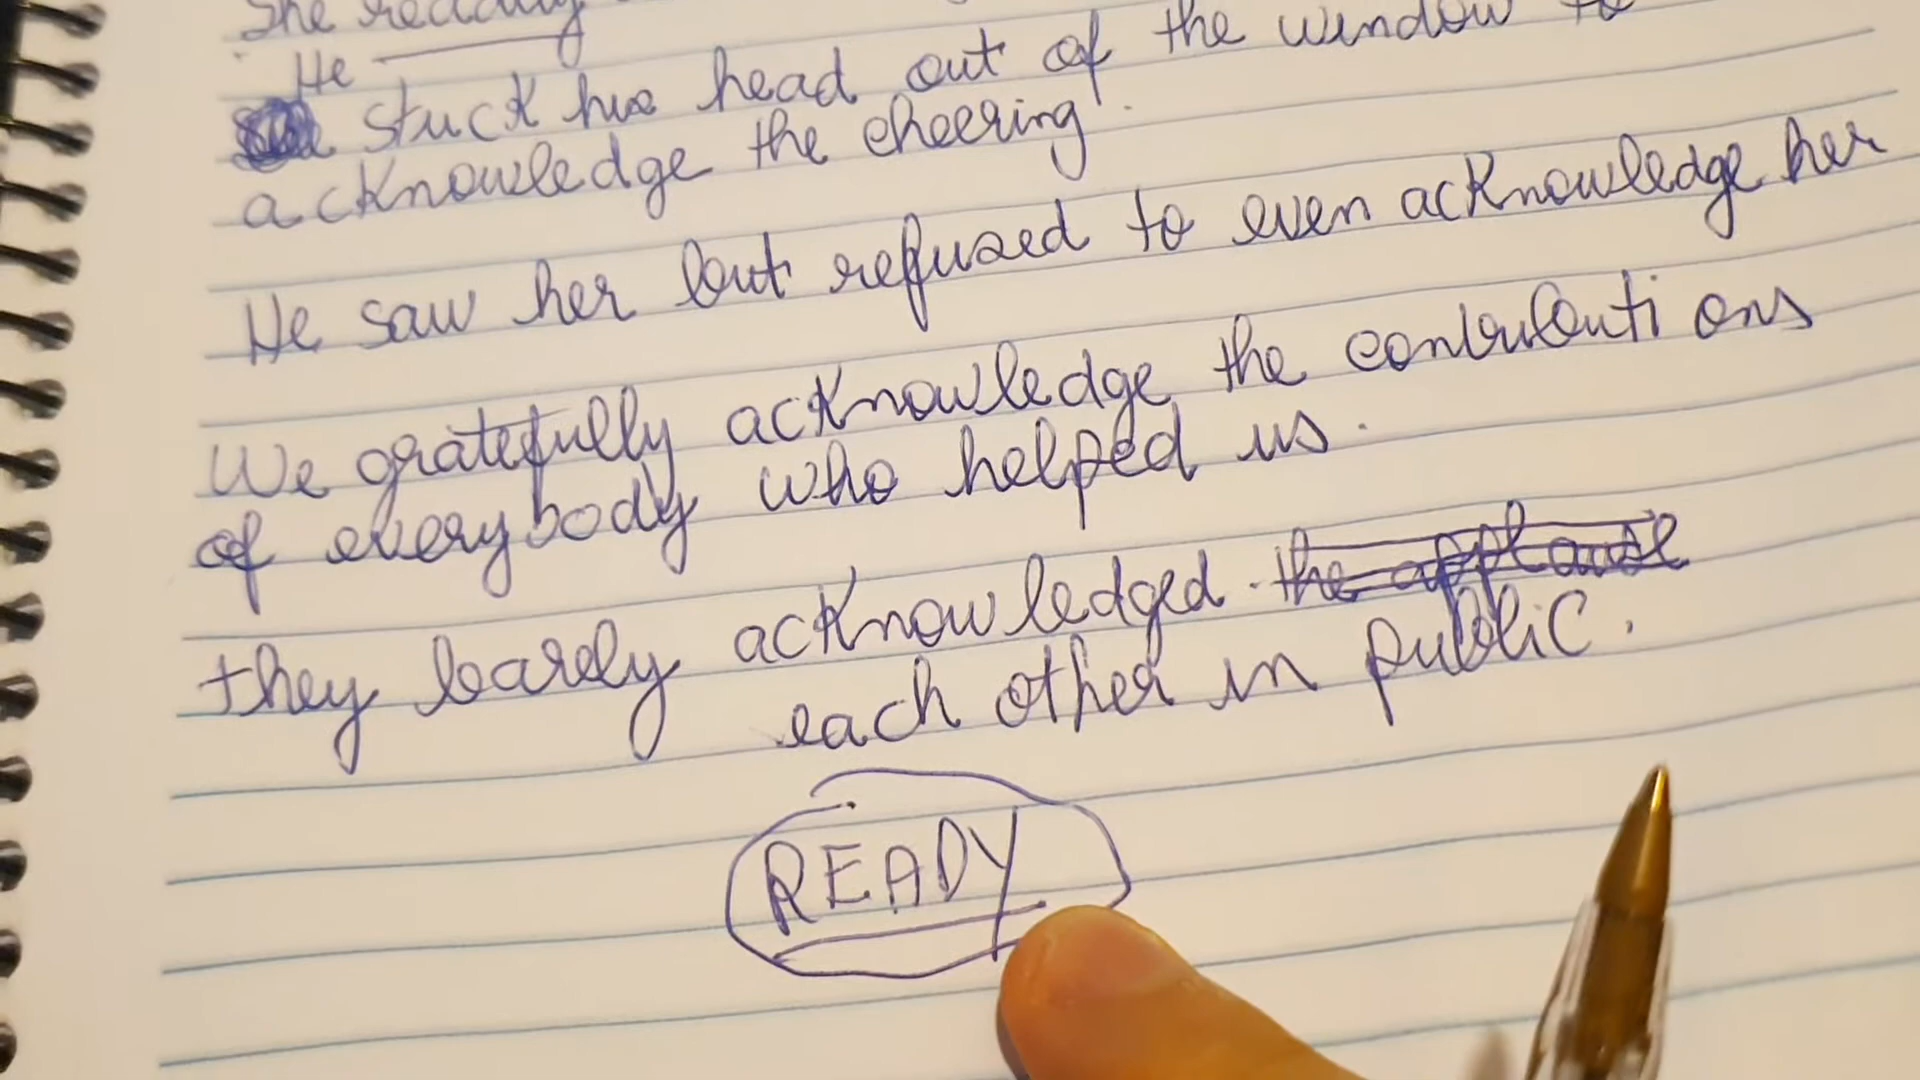 She readily
He
stuck his head out of the window to
acknowledge the cheering.
He saw her but refused to even acknowledge her
We gratefully acknowledge the contributions
of everybody who helped us.
they barely acknowledged the applause
each other in public.
READY